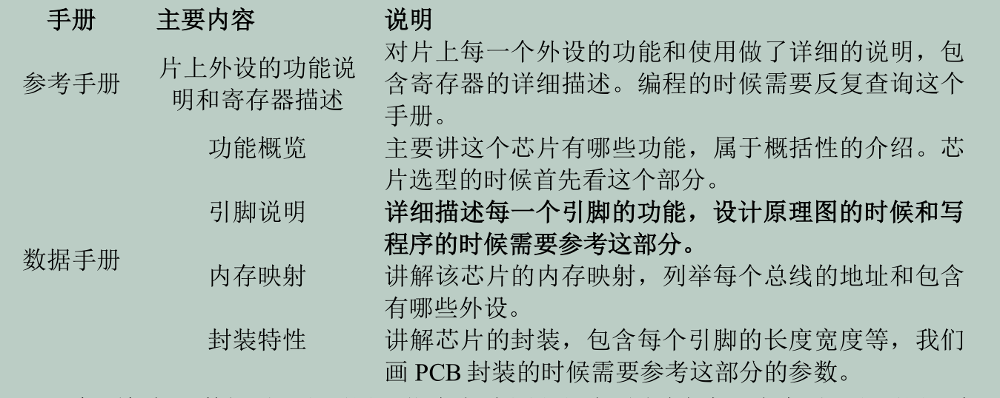 手册 主要内容 说明
参考手册 片上外设的功能说明和寄存器描述 对片上每一个外设的功能和使用做了详细的说明，包
含寄存器的详细描述。编程的时候需要反复查询这个
手册。
数据手册
功能概览 主要讲这个芯片有哪些功能，属于概括性的介绍。芯
片选型的时候首先看这个部分。
引脚说明 详细描述每一个引脚的功能，设计原理图的时候和写
程序的时候需要参考这部分。
内存映射 讲解该芯片的内存映射，列举每个总线的地址和包含
有哪些外设。
封装特性 讲解芯片的封装，包含每个引脚的长度宽度等，我们
画 PCB 封装的时候需要参考这部分的参数。